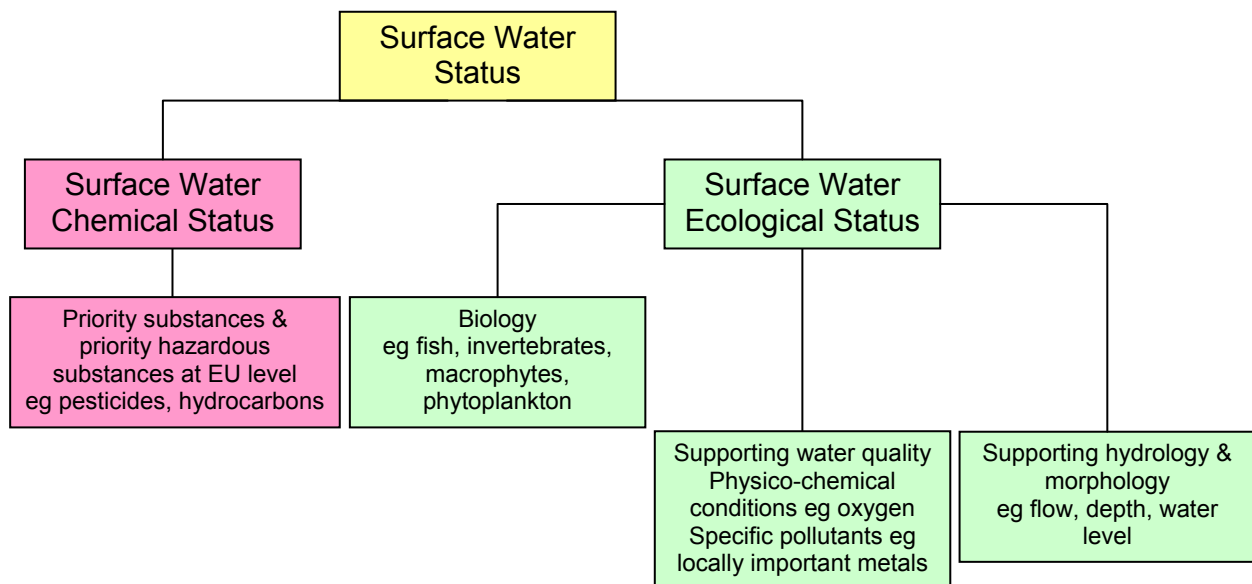 Surface Water
Status
Surface Water
Chemical Status
Surface Water
Ecological Status
Priority substances &
priority hazardous
substances at EU level
eg pesticides, hydrocarbons
Biology
eg fish, invertebrates,
macrophytes,
phytoplankton
Supporting water quality
Physico-chemical
conditions eg oxygen
Specific pollutants eg
locally important metals
Supporting hydrology &
morphology
eg flow, depth, water
level